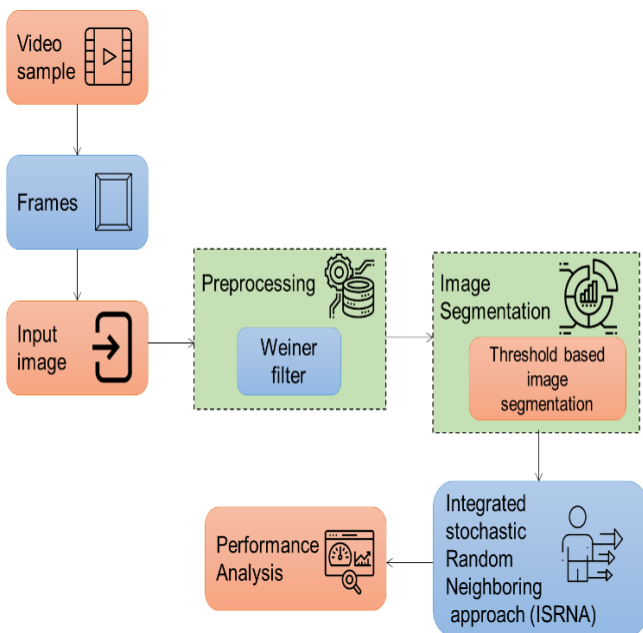 Video
sample
Frames
Input
image
Preprocessing
Weiner
filter
Image
Segmentation
Threshold based
image
segmentation
Integrated
stochastic
Random
Neighboring
approach (ISRNA)
Performance
Analysis